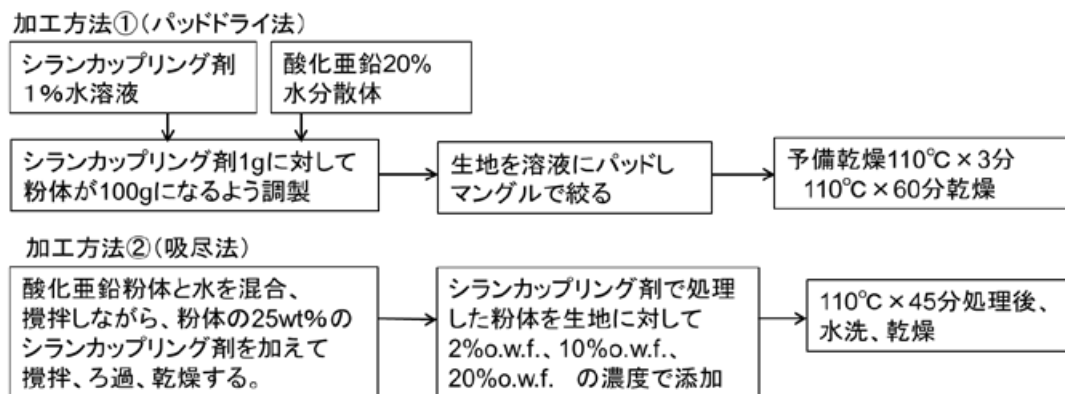 加工方法①(パッドドライ法)
シランカップリング剤
1%水溶液
酸化亜鉛20%
水分散体
シランカップリング剤1gに対して
粉体が100gになるよう調製
生地を溶液にパッドし
マングルで絞る
予備乾燥110℃×3分
110℃×60分乾燥
加工方法②(吸尽法)
酸化亜鉛粉体と水を混合、
攪拌しながら、粉体の25wt%の
シランカップリング剤を加えて
攪拌、ろ過、乾燥する。
シランカップリング剤で処理
した粉体を生地に対して
2%o.w.f.、10%o.w.f.、
20%o.w.f. の濃度で添加
110℃×45分処理後、
水洗、乾燥